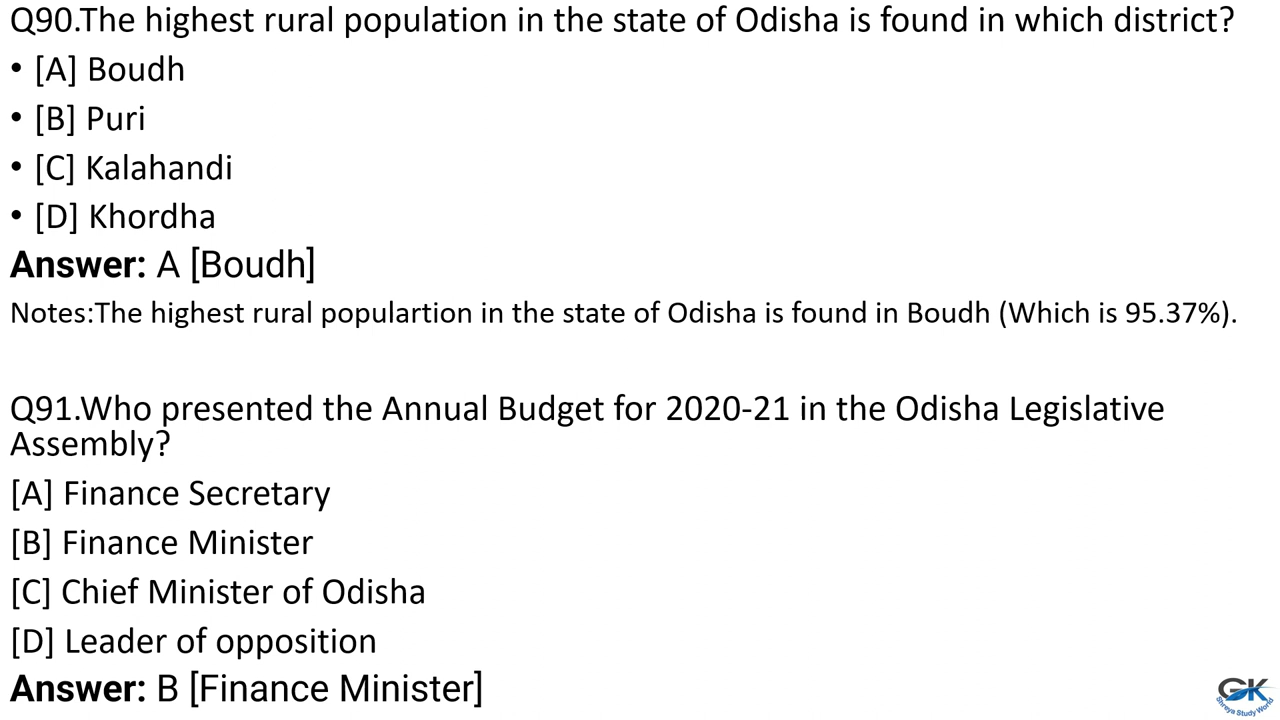 Q90.The highest rural population in the state of Odisha is found in which district?
• [A] Boudh
• [B] Puri
• [C] Kalahandi
• [D] Khordha
Answer: A [Boudh]
Notes:The highest rural populartion in the state of Odisha is found in Boudh (Which is 95.37%).
Q91.Who presented the Annual Budget for 2020-21 in the Odisha Legislative
Assembly?
[A] Finance Secretary
[B] Finance Minister
[C] Chief Minister of Odisha
[D] Leader of opposition
Answer: B [Finance Minister]
GK
Shreya Study World